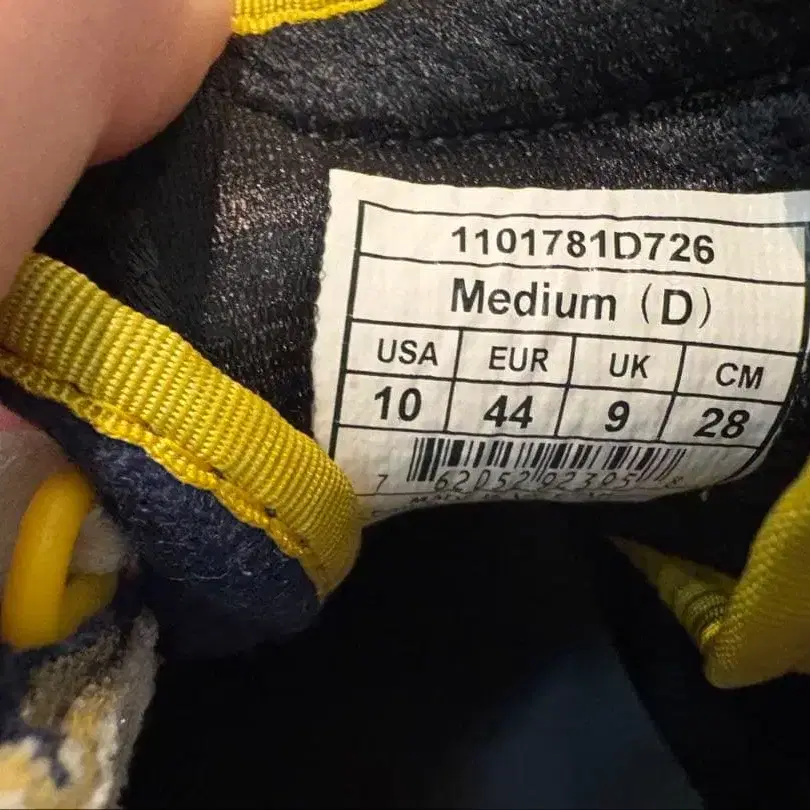 1101781D726
Medium (D)
USA EUR UK CM
10 44 9 28